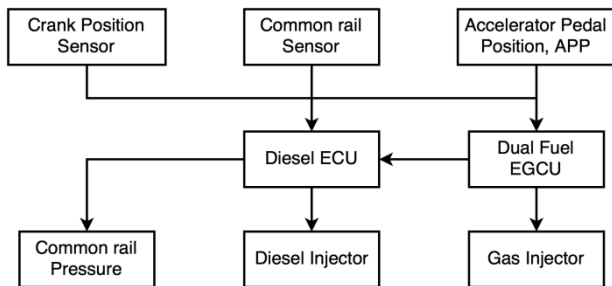 Crank Position
Sensor
Common rail
Sensor
Accelerator Pedal
Position, APP
Diesel ECU
Dual Fuel
EGCU
Common rail
Pressure
Diesel Injector
Gas Injector